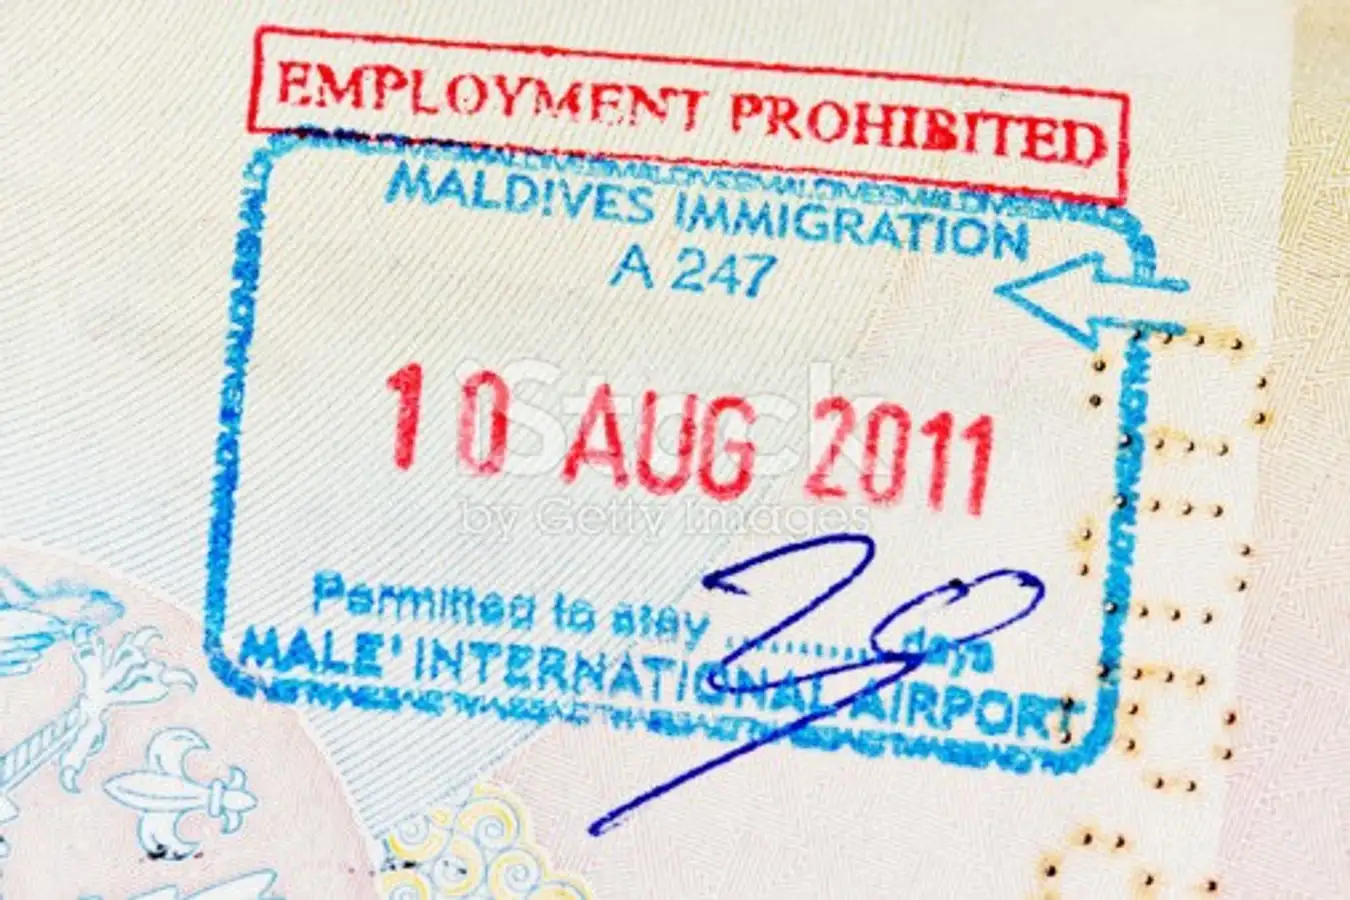 EMPLOYMENT PROHIBITED
MALDIVES IMMIGRATION
A 247
10 AUG 2011
iStock
by Getty Images
Permitted to stay ............ days
MALE' INTERNATIONAL AIRPORT